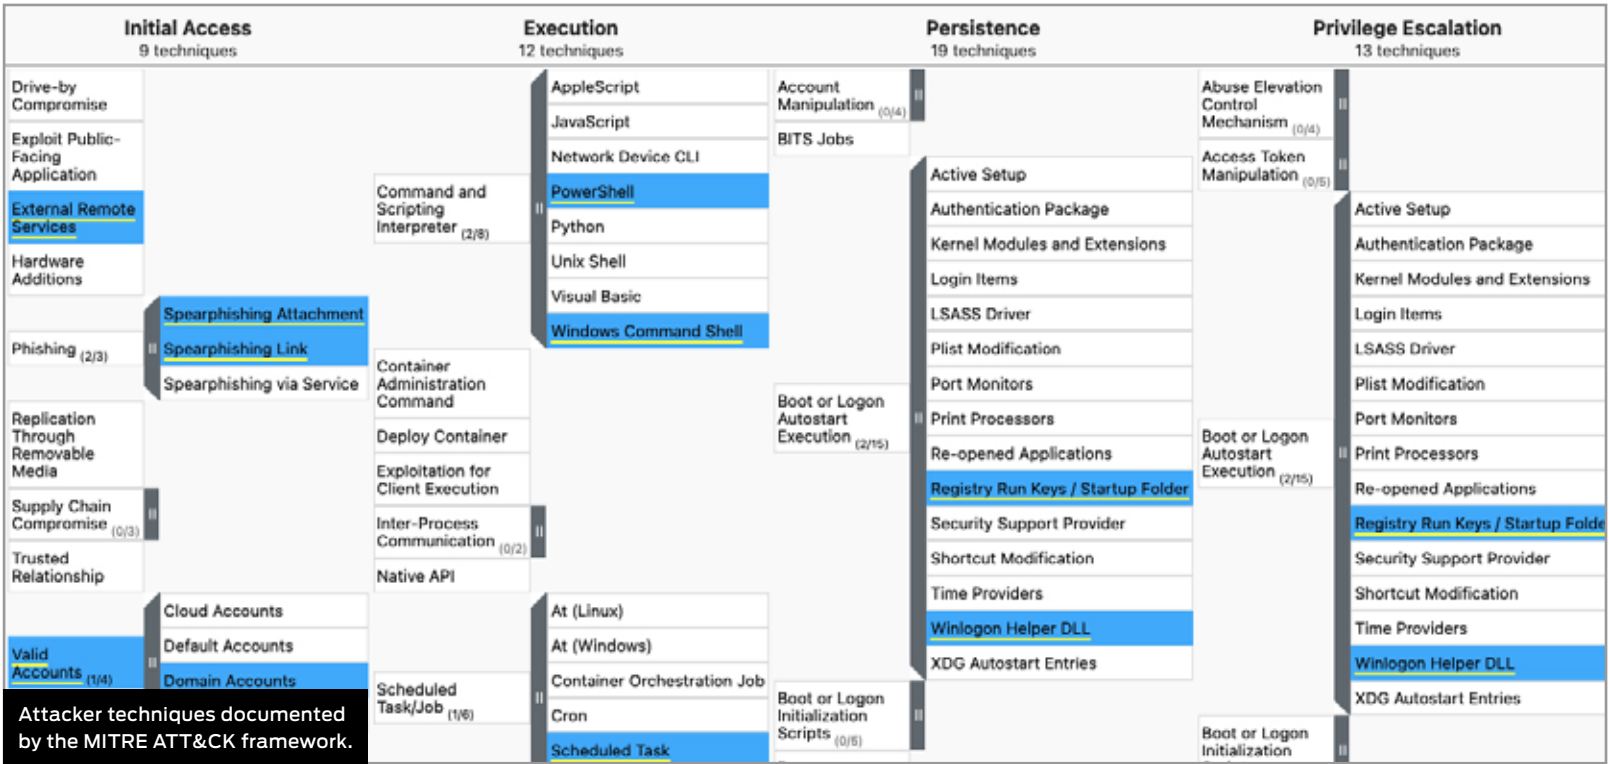 Initial Access
9 techniques
Drive-by
Compromise
Exploit Public-
Facing
Application
External Remote
Services
Hardware
Additions
Phishing (2/3)
Spearphishing Attachment
Spearphishing Link
Spearphishing via Service
Replication
Through
Removable
Media
Supply Chain
Compromise (0/3)
Trusted
Relationship
Valid
Accounts (1/4)
Cloud Accounts
Default Accounts
Domain Accounts
Execution
12 techniques
Command and
Scripting
Interpreter (2/8)
AppleScript
JavaScript
Network Device CLI
PowerShell
Python
Unix Shell
Visual Basic
Windows Command Shell
Container
Administration
Command
Deploy Container
Exploitation for
Client Execution
Inter-Process
Communication (0/2)
Native API
Scheduled
Task/Job (1/6)
At (Linux)
At (Windows)
Container Orchestration Job
Cron
Scheduled Task
Persistence
19 techniques
Account
Manipulation (0/4)
BITS Jobs
Boot or Logon
Autostart
Execution (2/15)
Active Setup
Authentication Package
Kernel Modules and Extensions
Login Items
LSASS Driver
Plist Modification
Port Monitors
Print Processors
Re-opened Applications
Registry Run Keys / Startup Folder
Security Support Provider
Shortcut Modification
Time Providers
Winlogon Helper DLL
XDG Autostart Entries
Boot or Logon
Initialization
Scripts (0/5)
Privilege Escalation
13 techniques
Abuse Elevation
Control
Mechanism (0/4)
Access Token
Manipulation (0/5)
Boot or Logon
Autostart
Execution (2/15)
Active Setup
Authentication Package
Kernel Modules and Extensions
Login Items
LSASS Driver
Plist Modification
Port Monitors
Print Processors
Re-opened Applications
Registry Run Keys / Startup Folde
Security Support Provider
Shortcut Modification
Time Providers
Winlogon Helper DLL
XDG Autostart Entries
Boot or Logon
Initialization
Attacker techniques documented
by the MITRE ATT&CK framework.